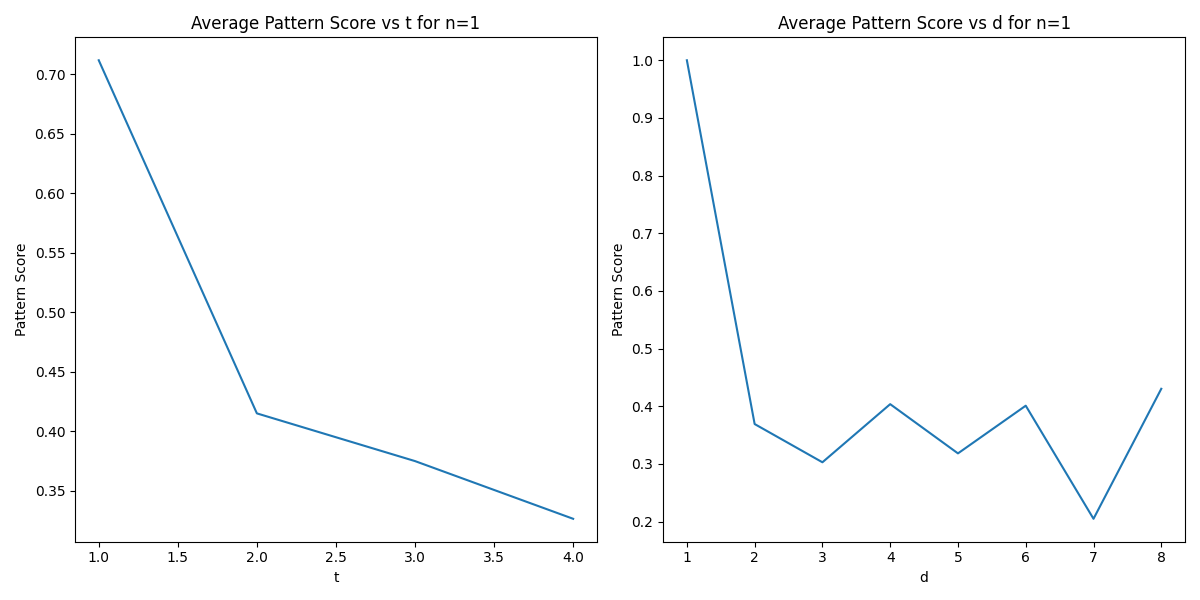 Average Pattern Score vs t for n=1
0.70
0.65
0.60
0.55
0.50
0.45
0.40
0.35
Pattern Score
1.0 1.5 2.0 2.5 3.0 3.5 4.0
t
Average Pattern Score vs d for n=1
1.0
0.9
0.8
0.7
0.6
0.5
0.4
0.3
0.2
Pattern Score
1 2 3 4 5 6 7 8
d